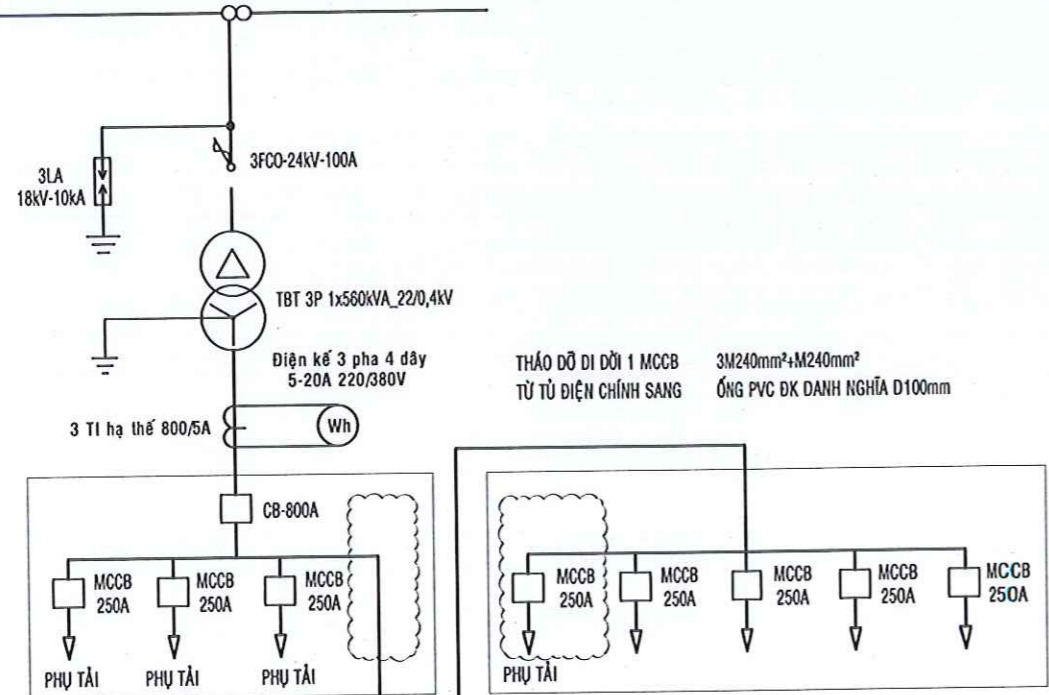 3FCO-24kV-100A
3LA
18kV-10kA
TBT 3P 1x560kVA_22/0,4kV
Điện kế 3 pha 4 dây
5-20A 220/380V
3 TI hạ thế 800/5A
Wh
THÁO DỠ DI DỜI 1 MCCB
TỪ TỦ ĐIỆN CHÍNH SANG
3M240mm²+M240mm²
ỐNG PVC ĐK DANH NGHĨA D100mm
CB-800A
MCCB
250A
MCCB
250A
MCCB
250A
PHỤ TẢI
PHỤ TẢI
PHỤ TẢI
MCCB
250A
MCCB
250A
MCCB
250A
MCCB
250A
MCCB
250A
PHỤ TẢI